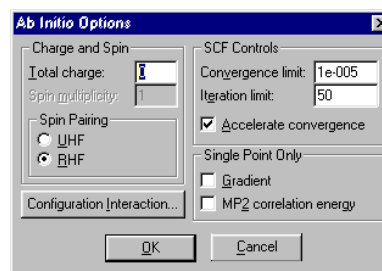 Ab Initio Options
Charge and Spin
Total charge: 0
Spin multiplicity: 1
Spin Pairing
UHF
RHF
Configuration Interaction...
SCF Controls
Convergence limit: 1e-005
Iteration limit: 50
Accelerate convergence
Single Point Only
Gradient
MP2 correlation energy
OK
Cancel